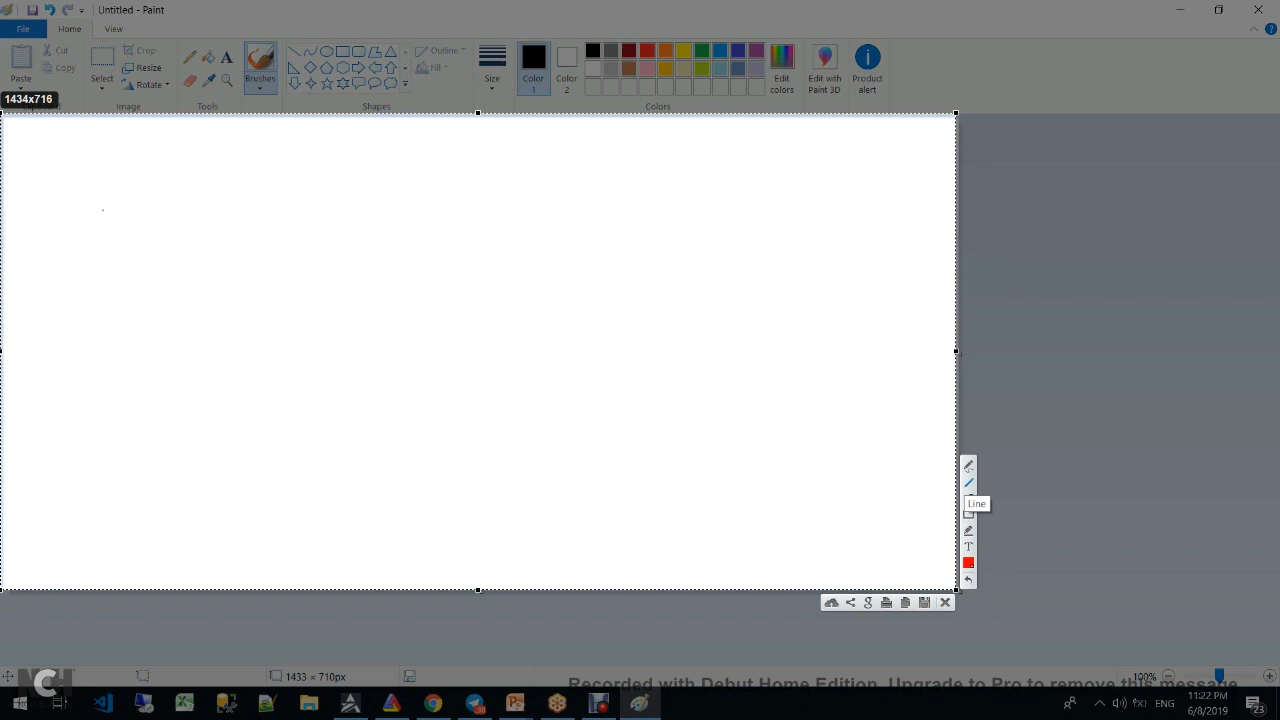 Untitled - Paint
File
Home
View
Paste
Cut
Copy
Select
Crop
Resize
Rotate
Brushes
Outline
Fill
Size
Color 1
Color 2
Edit colors
Edit with Paint 3D
Product alert
1434x716
Image
Tools
Shapes
Colors
Line
T
g
1433 × 710px
100%
Recorded with Debut Home Edition. Upgrade to Pro to remove this message
ENG
11:22 PM
6/8/2019
23